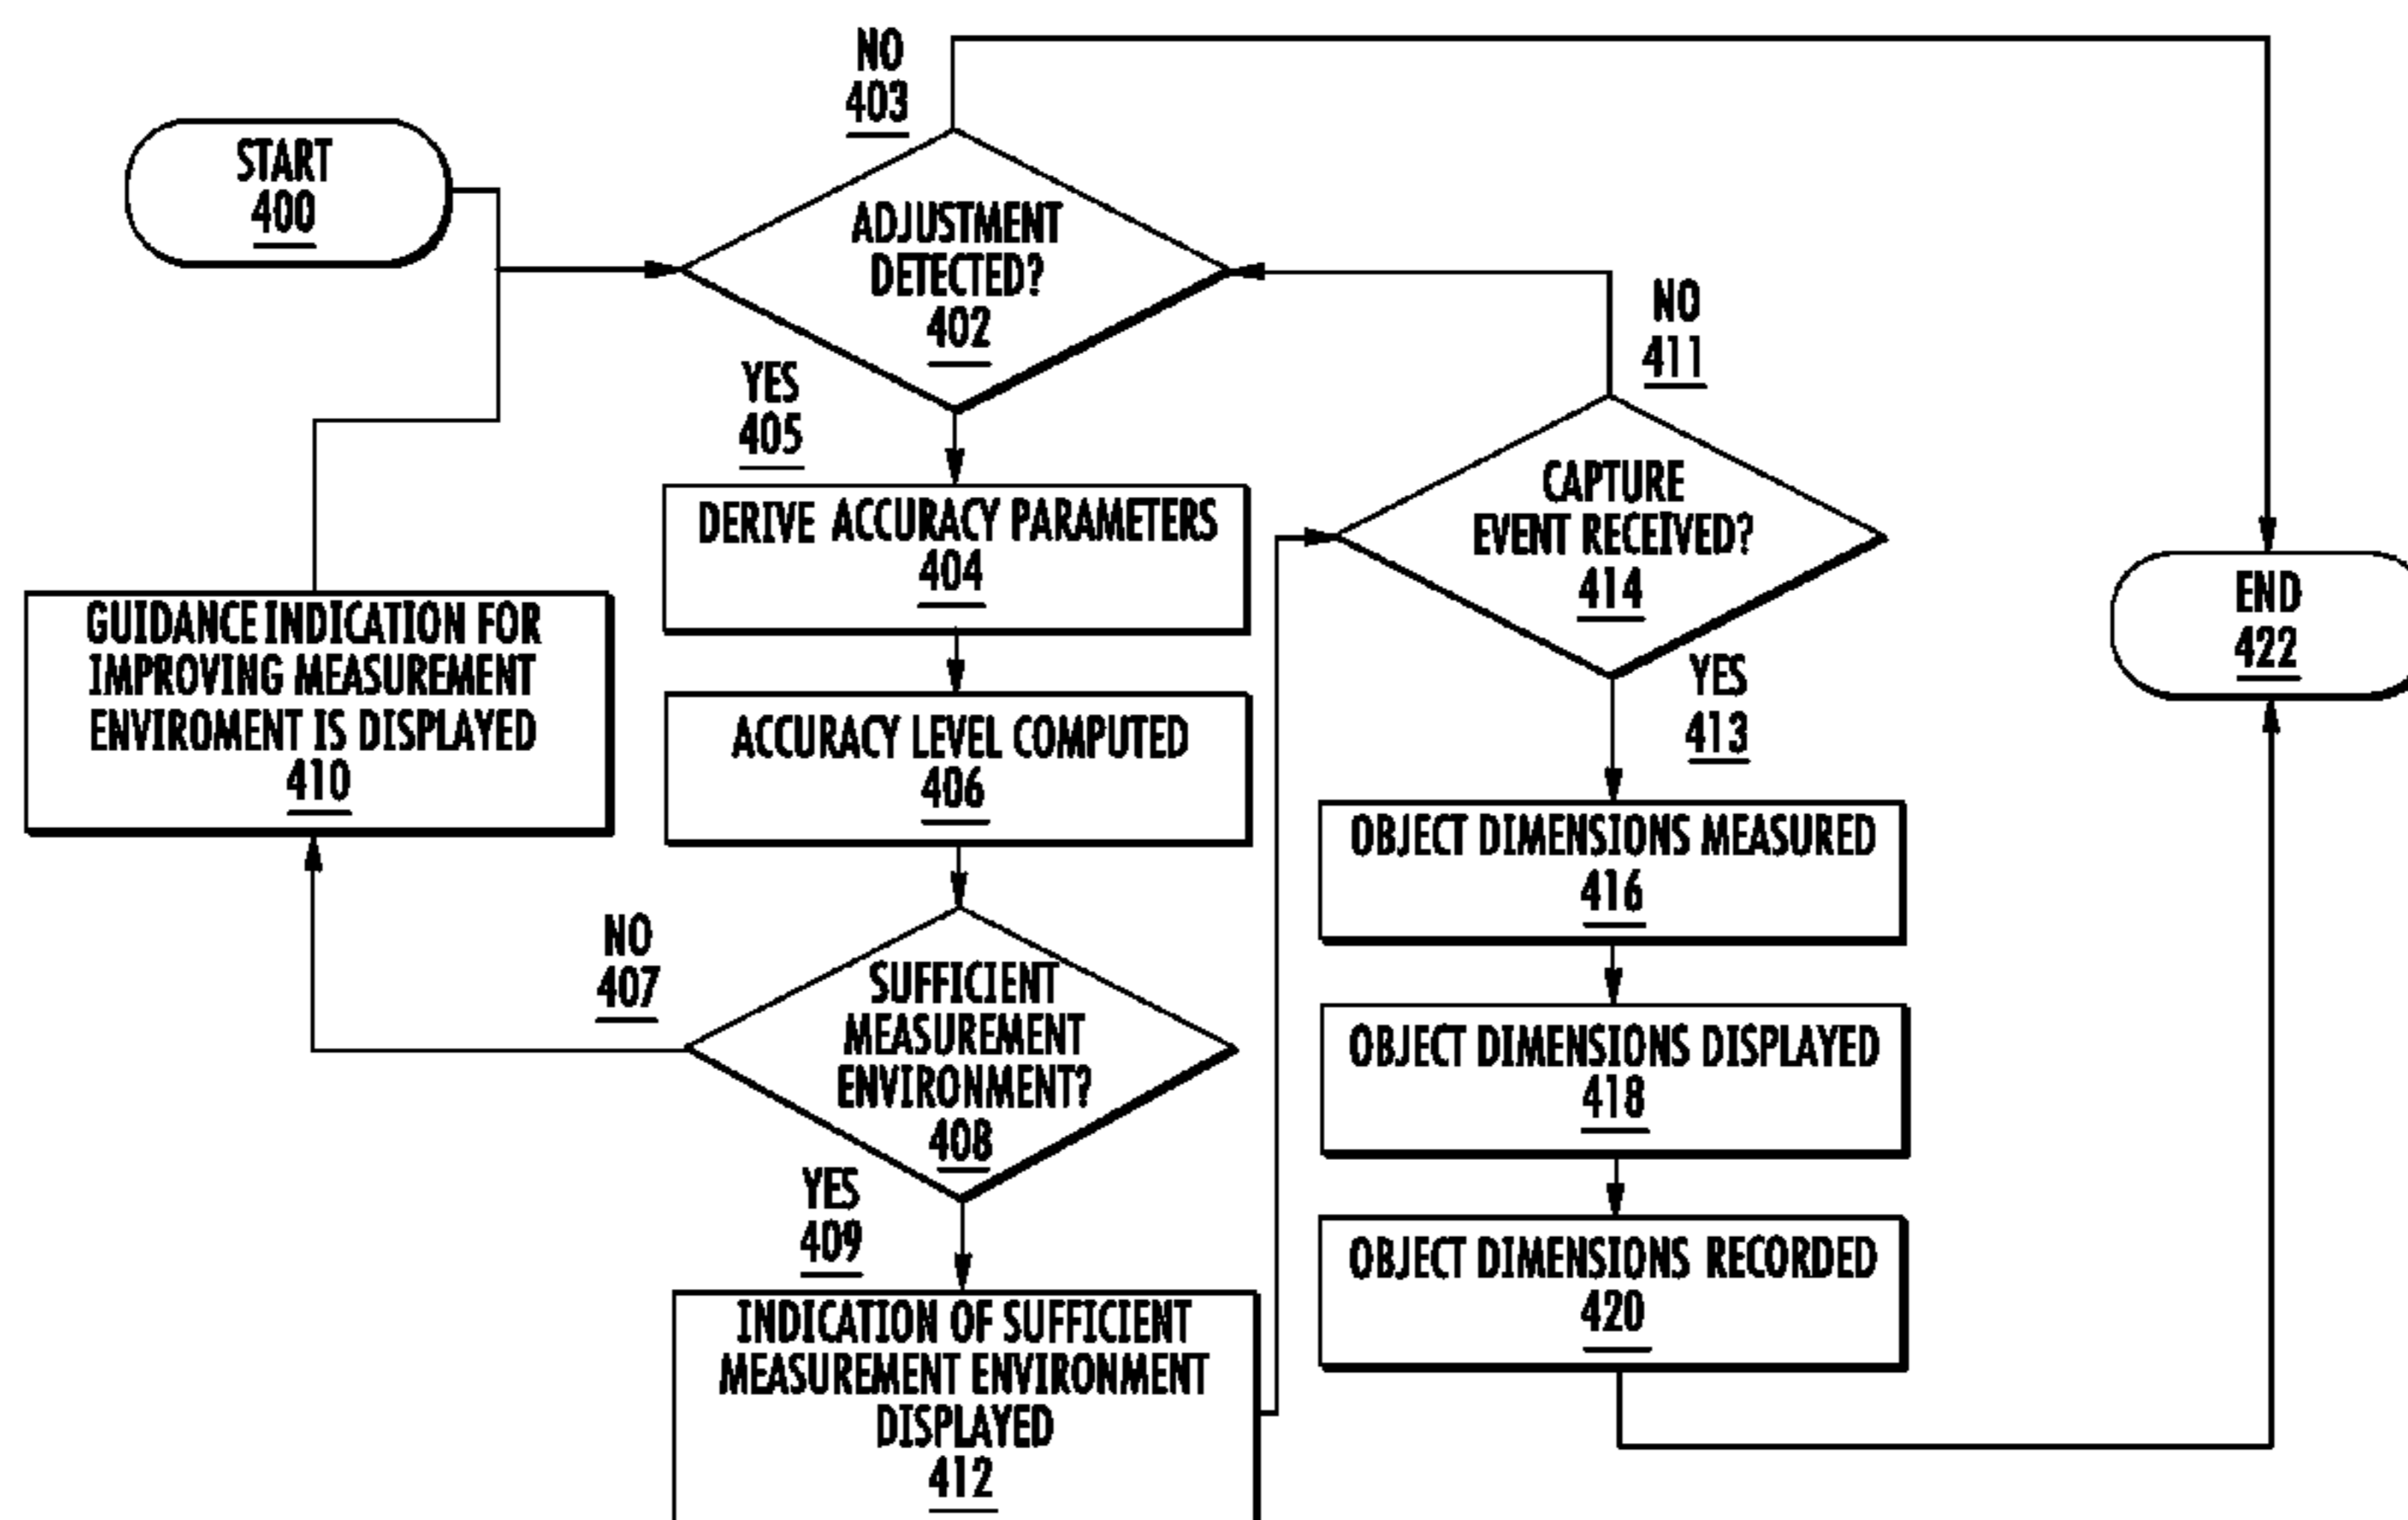 START
400
NO
403
ADJUSTMENT
DETECTED?
402
YES
405
DERIVE ACCURACY PARAMETERS
404
ACCURACY LEVEL COMPUTED
406
SUFFICIENT
MEASUREMENT
ENVIRONMENT?
408
NO
407
GUIDANCE INDICATION FOR
IMPROVING MEASUREMENT
ENVIROMENT IS DISPLAYED
410
YES
409
INDICATION OF SUFFICIENT
MEASUREMENT ENVIRONMENT
DISPLAYED
412
CAPTURE
EVENT RECEIVED?
414
NO
411
YES
413
OBJECT DIMENSIONS MEASURED
416
OBJECT DIMENSIONS DISPLAYED
418
OBJECT DIMENSIONS RECORDED
420
END
422